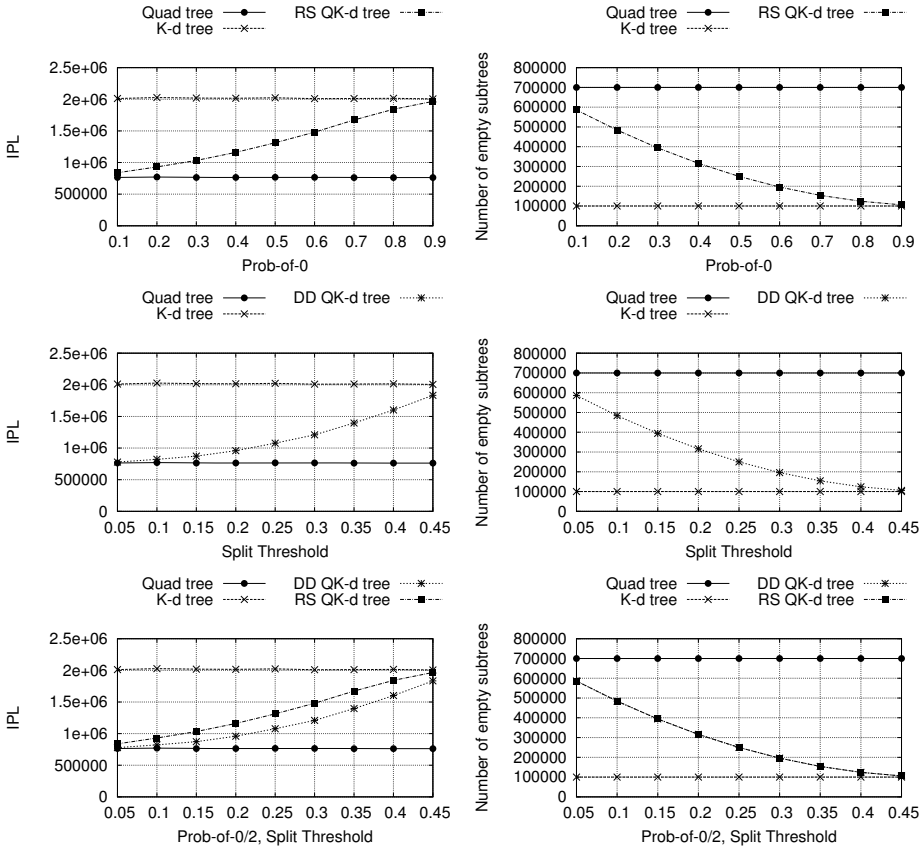 Quad tree RS QK-d tree
K-d tree
IPL
2.5e+06
2e+06
1.5e+06
1e+06
500000
0
0.1 0.2 0.3 0.4 0.5 0.6 0.7 0.8 0.9
Prob-of-0
Quad tree RS QK-d tree
K-d tree
Number of empty subtrees
800000
700000
600000
500000
400000
300000
200000
100000
0
0.1 0.2 0.3 0.4 0.5 0.6 0.7 0.8 0.9
Prob-of-0
Quad tree DD QK-d tree
K-d tree
IPL
2.5e+06
2e+06
1.5e+06
1e+06
500000
0
0.05 0.1 0.15 0.2 0.25 0.3 0.35 0.4 0.45
Split Threshold
Quad tree DD QK-d tree
K-d tree
Number of empty subtrees
800000
700000
600000
500000
400000
300000
200000
100000
0
0.05 0.1 0.15 0.2 0.25 0.3 0.35 0.4 0.45
Split Threshold
Quad tree DD QK-d tree
K-d tree RS QK-d tree
IPL
2.5e+06
2e+06
1.5e+06
1e+06
500000
0
0.05 0.1 0.15 0.2 0.25 0.3 0.35 0.4 0.45
Prob-of-0/2, Split Threshold
Quad tree DD QK-d tree
K-d tree RS QK-d tree
Number of empty subtrees
800000
700000
600000
500000
400000
300000
200000
100000
0
0.05 0.1 0.15 0.2 0.25 0.3 0.35 0.4 0.45
Prob-of-0/2, Split Threshold